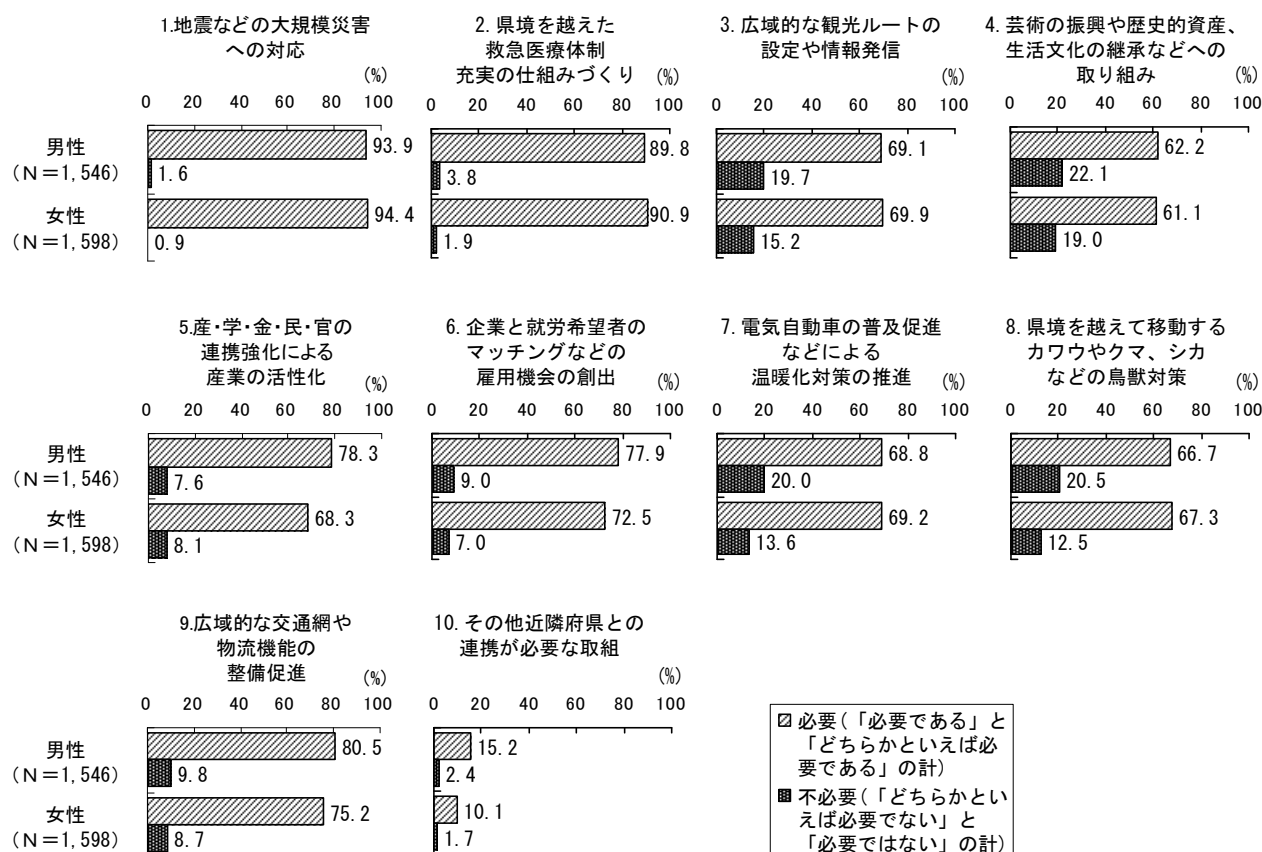 1.地震などの大規模災害
への対応
(%)
0 20 40 60 80 100
男性
(N=1,546)
93.9
1.6
女性
(N=1,598)
94.4
0.9
2. 県境を越えた
救急医療体制
充実の仕組みづくり (%)
0 20 40 60 80 100
89.8
3.8
90.9
1.9
3. 広域的な観光ルートの
設定や情報発信
(%)
0 20 40 60 80 100
69.1
19.7
69.9
15.2
4. 芸術の振興や歴史的資産、
生活文化の継承などへの
取り組み (%)
0 20 40 60 80 100
62.2
22.1
61.1
19.0
5.産・学・金・民・官の
連携強化による
産業の活性化 (%)
0 20 40 60 80 100
男性
(N=1,546)
78.3
7.6
女性
(N=1,598)
68.3
8.1
6. 企業と就労希望者の
マッチングなどの
雇用機会の創出 (%)
0 20 40 60 80 100
77.9
9.0
72.5
7.0
7. 電気自動車の普及促進
などによる
温暖化対策の推進 (%)
0 20 40 60 80 100
68.8
20.0
69.2
13.6
8. 県境を越えて移動する
カワウやクマ、シカ
などの鳥獣対策 (%)
0 20 40 60 80 100
66.7
20.5
67.3
12.5
9.広域的な交通網や
物流機能の
整備促進 (%)
0 20 40 60 80 100
男性
(N=1,546)
80.5
9.8
女性
(N=1,598)
75.2
8.7
10. その他近隣府県との
連携が必要な取組
(%)
0 20 40 60 80 100
15.2
2.4
10.1
1.7
必要(「必要である」と
「どちらかといえば必
要である」の計)
不必要(「どちらかとい
えば必要でない」と
「必要ではない」の計)